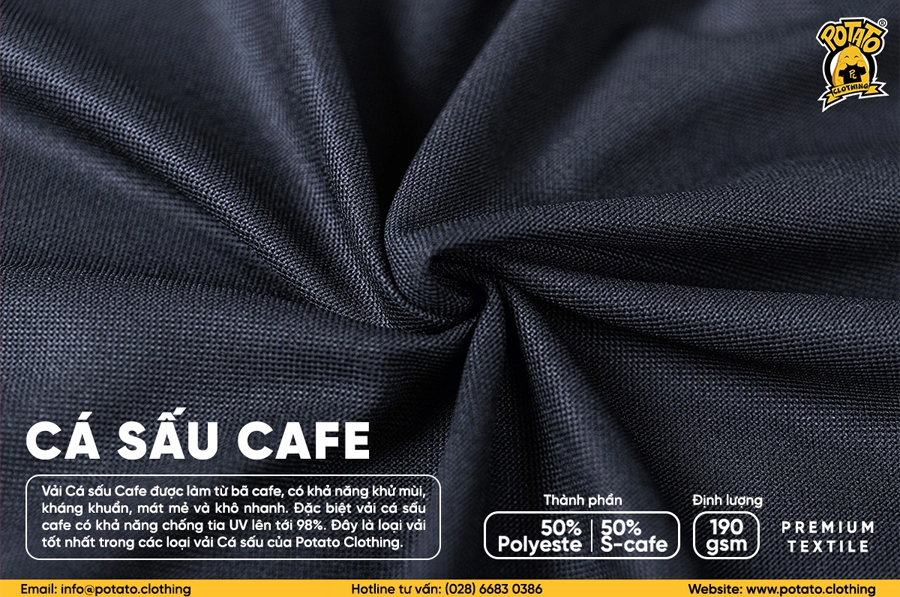 POTATO
CLOTHING
CÁ SẤU CAFE
Vải Cá sấu Cafe được làm từ bã cafe, có khả năng khử mùi,
kháng khuẩn, mát mẻ và khô nhanh. Đặc biệt vải cá sấu
cafe có khả năng chống tia UV lên tới 98%. Đây là loại vải
tốt nhất trong các loại vải Cá sấu của Potato Clothing.
Thành phần
50% Polyeste
50% S-cafe
Định lượng
190
gsm
PREMIUM
TEXTILE
Email: info@potato.clothing Hotline tư vấn: (028) 6683 0386 Website: www.potato.clothing